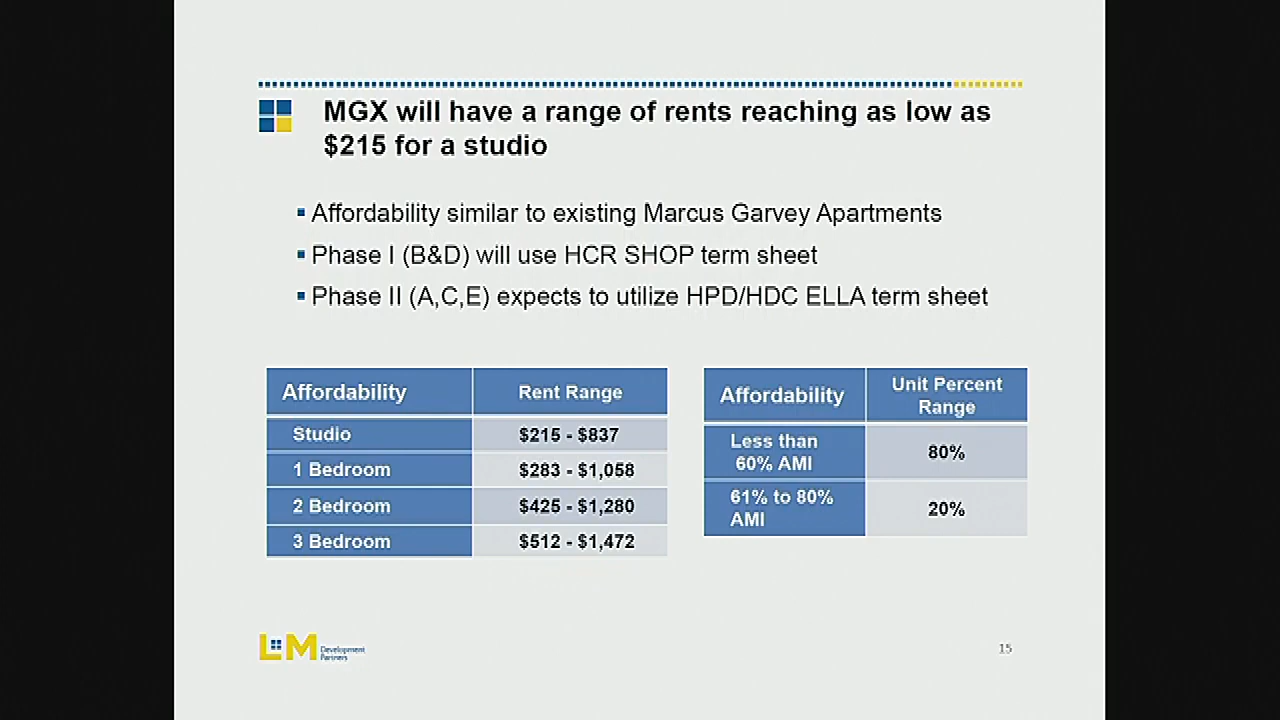 MGX will have a range of rents reaching as low as
$215 for a studio
Affordability similar to existing Marcus Garvey Apartments
Phase I (B&D) will use HCR SHOP term sheet
Phase II (A,C,E) expects to utilize HPD/HDC ELLA term sheet
Affordability Rent Range
Studio $215 - $837
1 Bedroom $283 - $1,058
2 Bedroom $425 - $1,280
3 Bedroom $512 - $1,472
Affordability Unit Percent
Range
Less than
60% AMI 80%
61% to 80%
AMI 20%
L+M Development
Partners
15